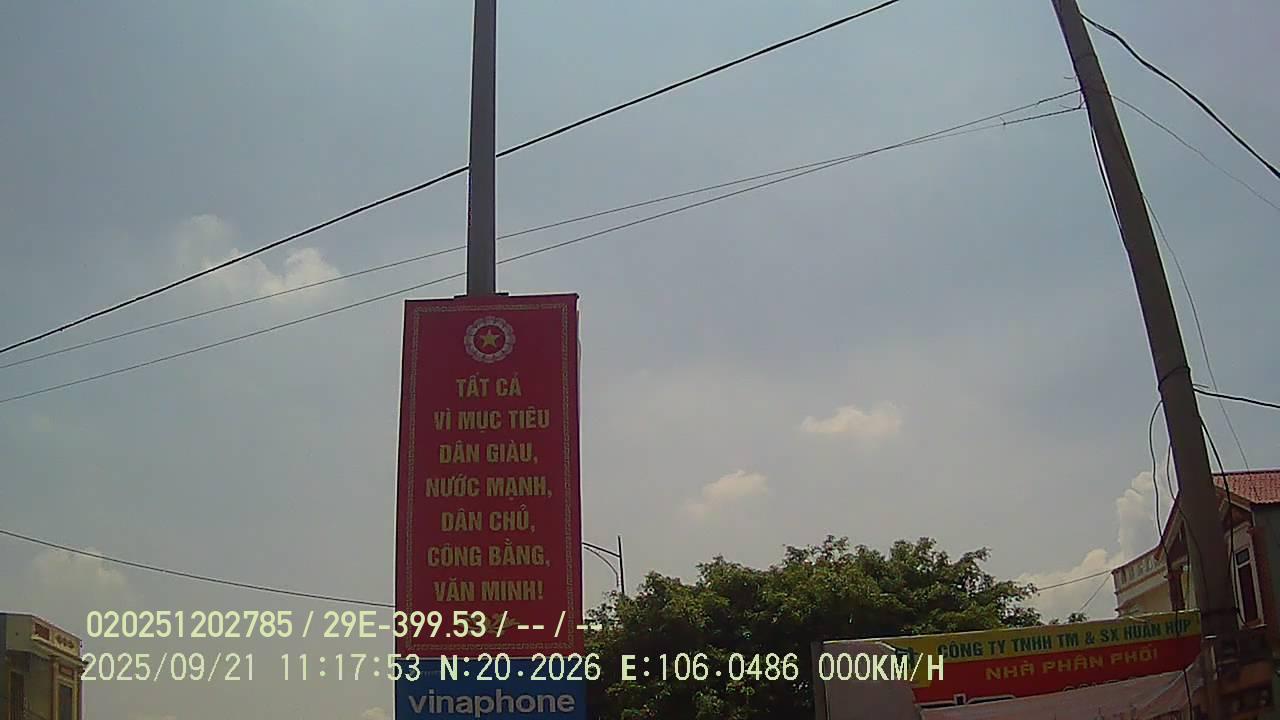 TẤT CẢ
VÌ MỤC TIÊU
DÂN GIÀU,
NƯỚC MẠNH,
DÂN CHỦ,
CÔNG BẰNG,
VĂN MINH!
vinaphone
CÔNG TY TNHH TM & SX HUẤN HỢP
NHÀ PHÂN PHỐI
020251202785 / 29E-399.53 / -- / --
2025/09/21 11:17:53 N:20.2026 E:106.0486 000KM/H